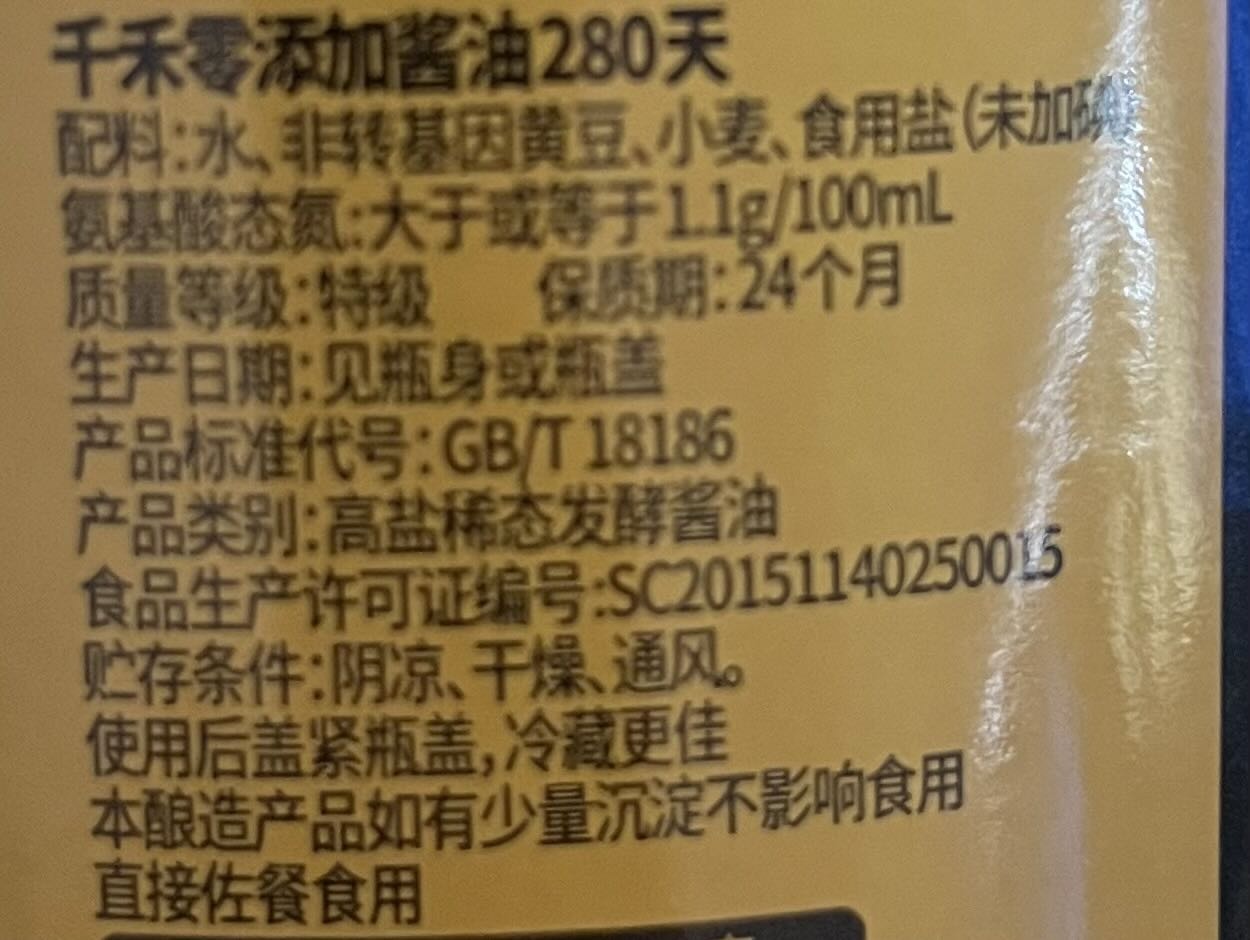 千禾零添加酱油280天
配料:水、非转基因黄豆、小麦、食用盐(未加碘)
氨基酸态氮:大于或等于1.1g/100mL
质量等级:特级 保质期:24个月
生产日期:见瓶身或瓶盖
产品标准代号:GB/T 18186
产品类别:高盐稀态发酵酱油
食品生产许可证编号:SC20151140250015
贮存条件:阴凉、干燥、通风。
使用后盖紧瓶盖,冷藏更佳
本酿造产品如有少量沉淀不影响食用
直接佐餐食用